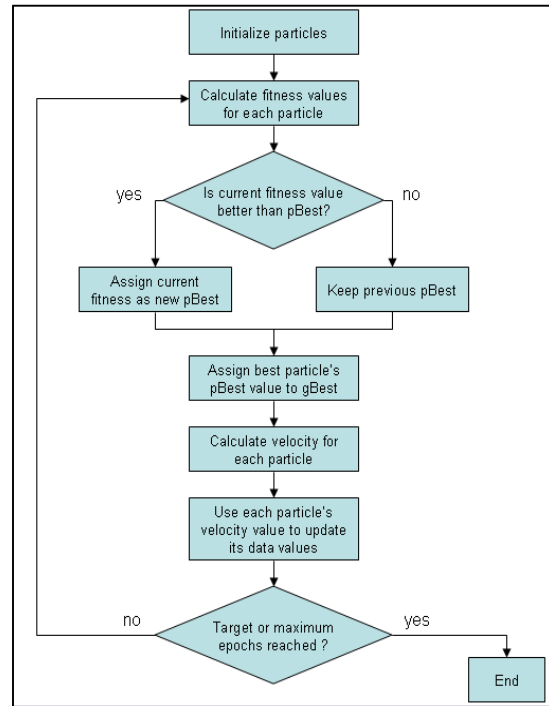 Initialize particles
Calculate fitness values
for each particle
yes
Is current fitness value
better than pBest?
no
Assign current
fitness as new pBest
Keep previous pBest
Assign best particle's
pBest value to gBest
Calculate velocity for
each particle
Use each particle's
velocity value to update
its data values
no
Target or maximum
epochs reached ?
yes
End